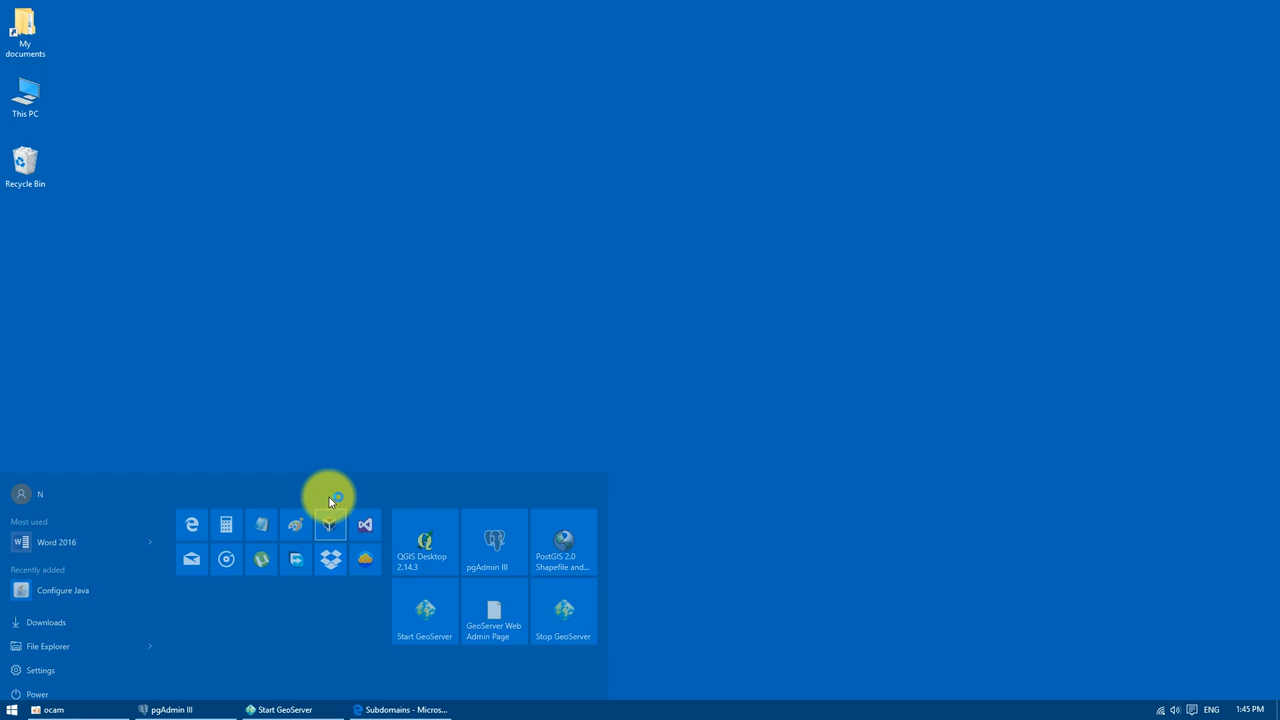 My
documents
This PC
Recycle Bin
N
Most used
Word 2016
Recently added
Configure Java
Downloads
File Explorer
Settings
Power
QGIS Desktop
2.14.3
pgAdmin III
PostGIS 2.0
Shapefile and...
Start GeoServer
GeoServer Web
Admin Page
Stop GeoServer
ocam
pgAdmin III
Start GeoServer
Subdomains - Micros...
ENG
1:45 PM